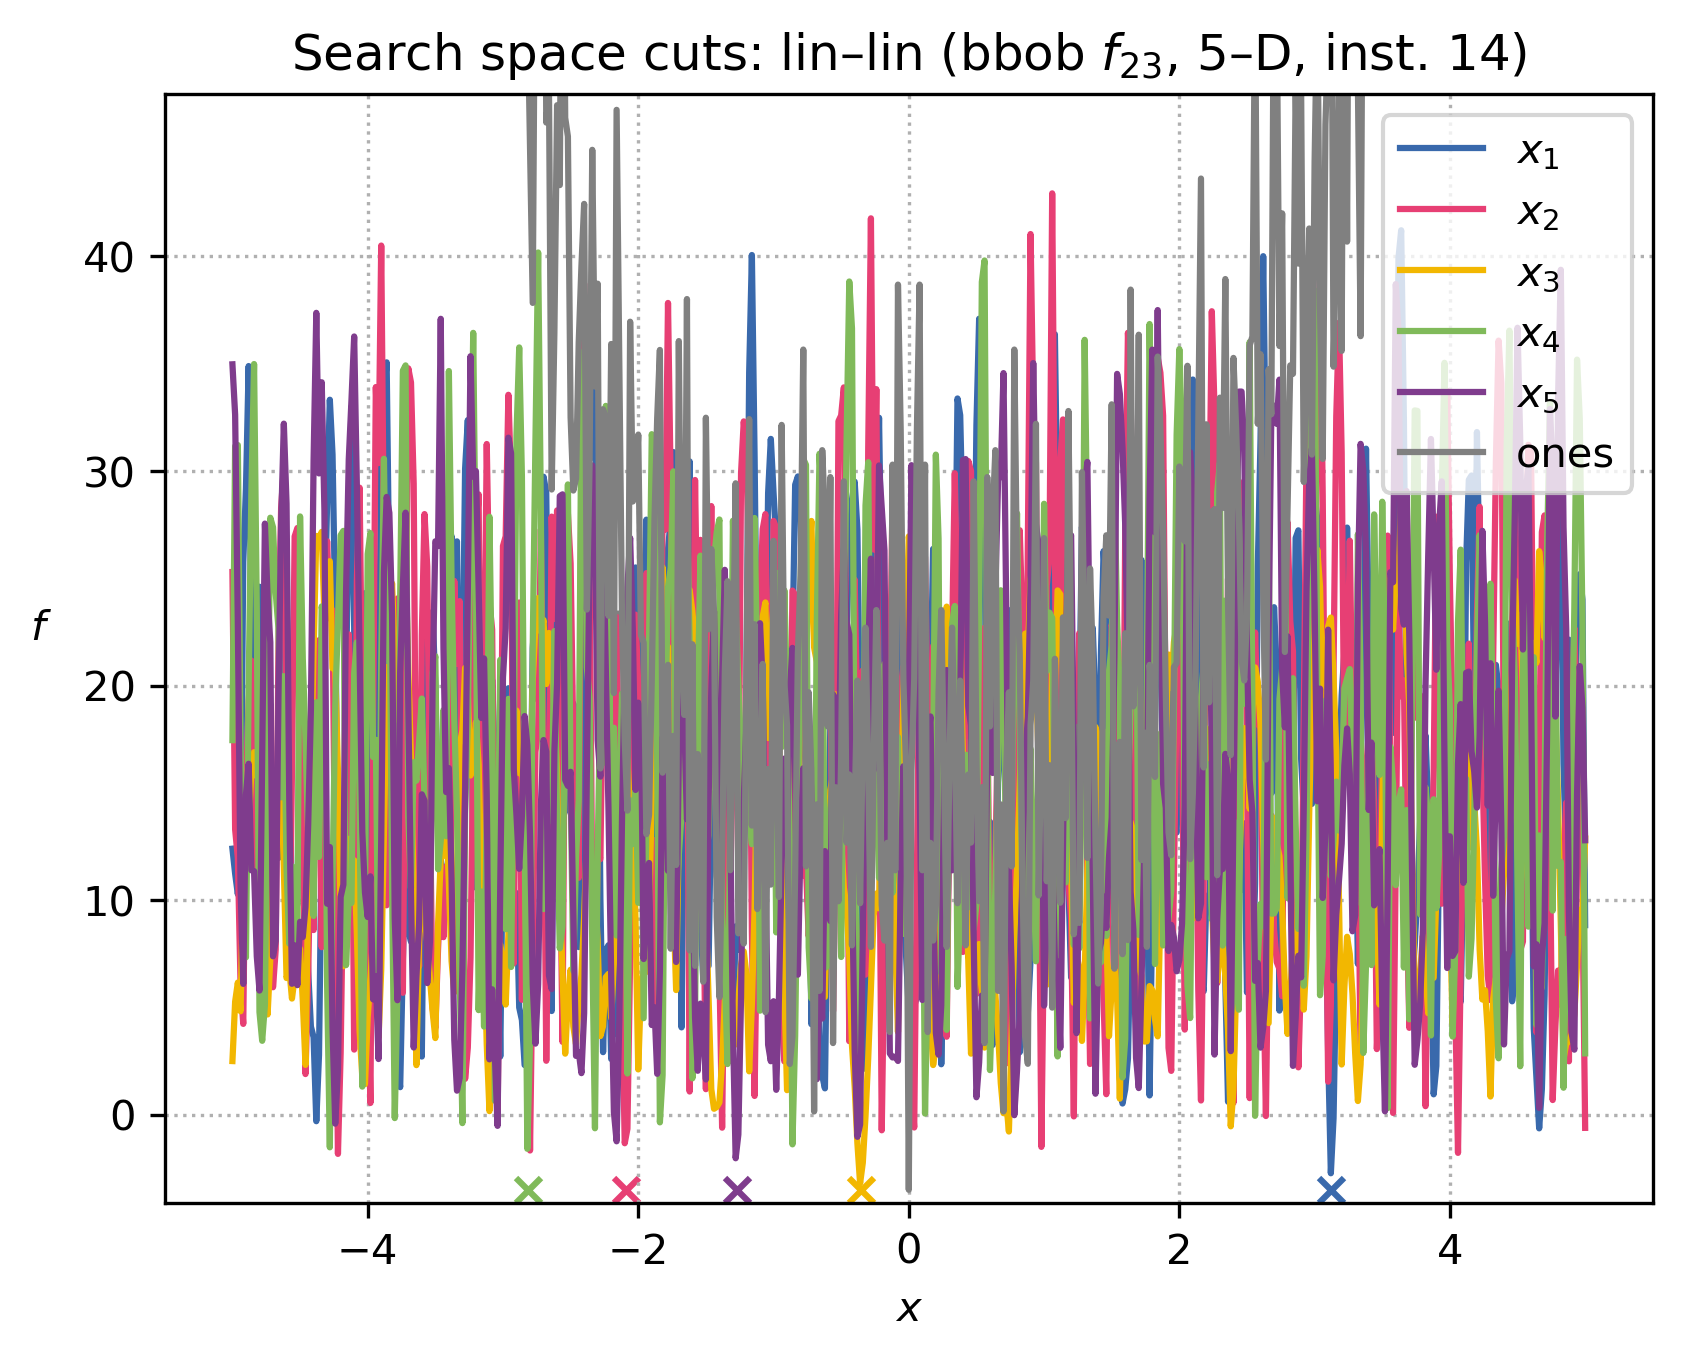 Search space cuts: lin–lin (bbob f₂₃, 5–D, inst. 14)
x₁
x₂
x₃
x₄
x₅
ones
40
30
20
10
0
f
−4
−2
0
2
4
x